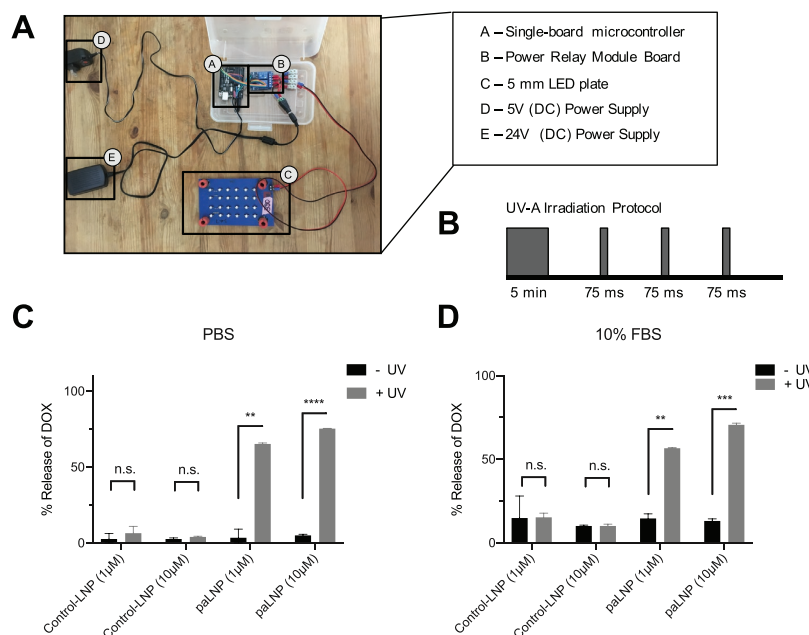 A
D
A
B
E
C
A – Single-board microcontroller
B – Power Relay Module Board
C – 5 mm LED plate
D – 5V (DC) Power Supply
E – 24V (DC) Power Supply
B
UV-A Irradiation Protocol
5 min 75 ms 75 ms 75 ms
C
PBS
- UV
+ UV
% Release of DOX
100
50
0
n.s.
n.s.
**
****
Control-LNP (1µM)
Control-LNP (10µM)
paLNP (1µM)
paLNP (10µM)
D
10% FBS
- UV
+ UV
% Release of DOX
100
50
0
n.s.
n.s.
**
***
Control-LNP (1µM)
Control-LNP (10µM)
paLNP (1µM)
paLNP (10µM)